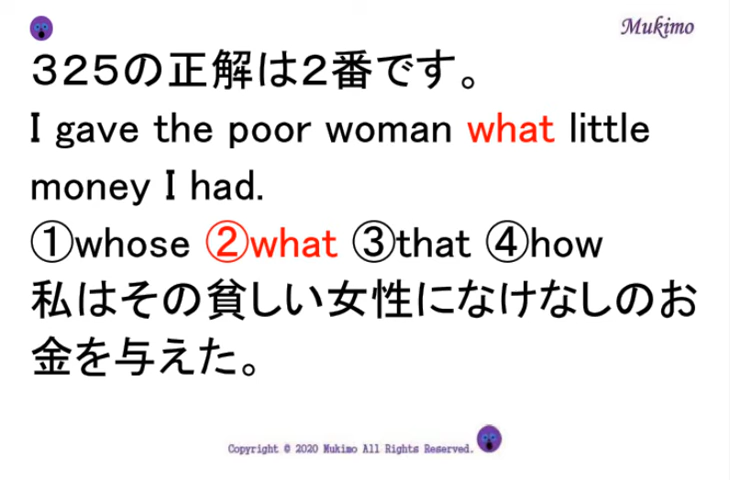 Mukimo
３２５の正解は２番です。
I gave the poor woman what little
money I had.
①whose ②what ③that ④how
私はその貧しい女性になけなしのお
金を与えた。
Copyright © 2020 Mukimo All Rights Reserved.